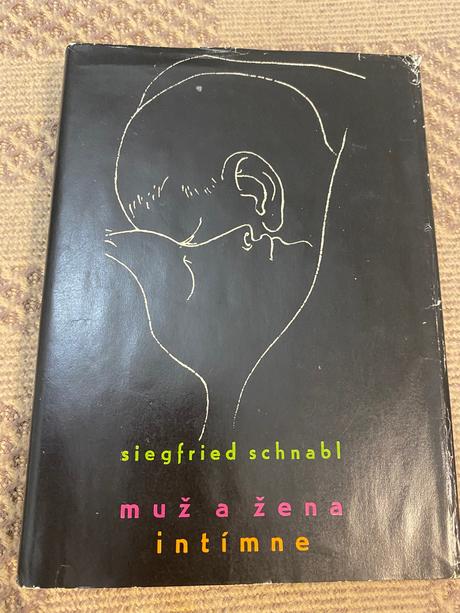 siegfried schnabl
muž a žena
intímne